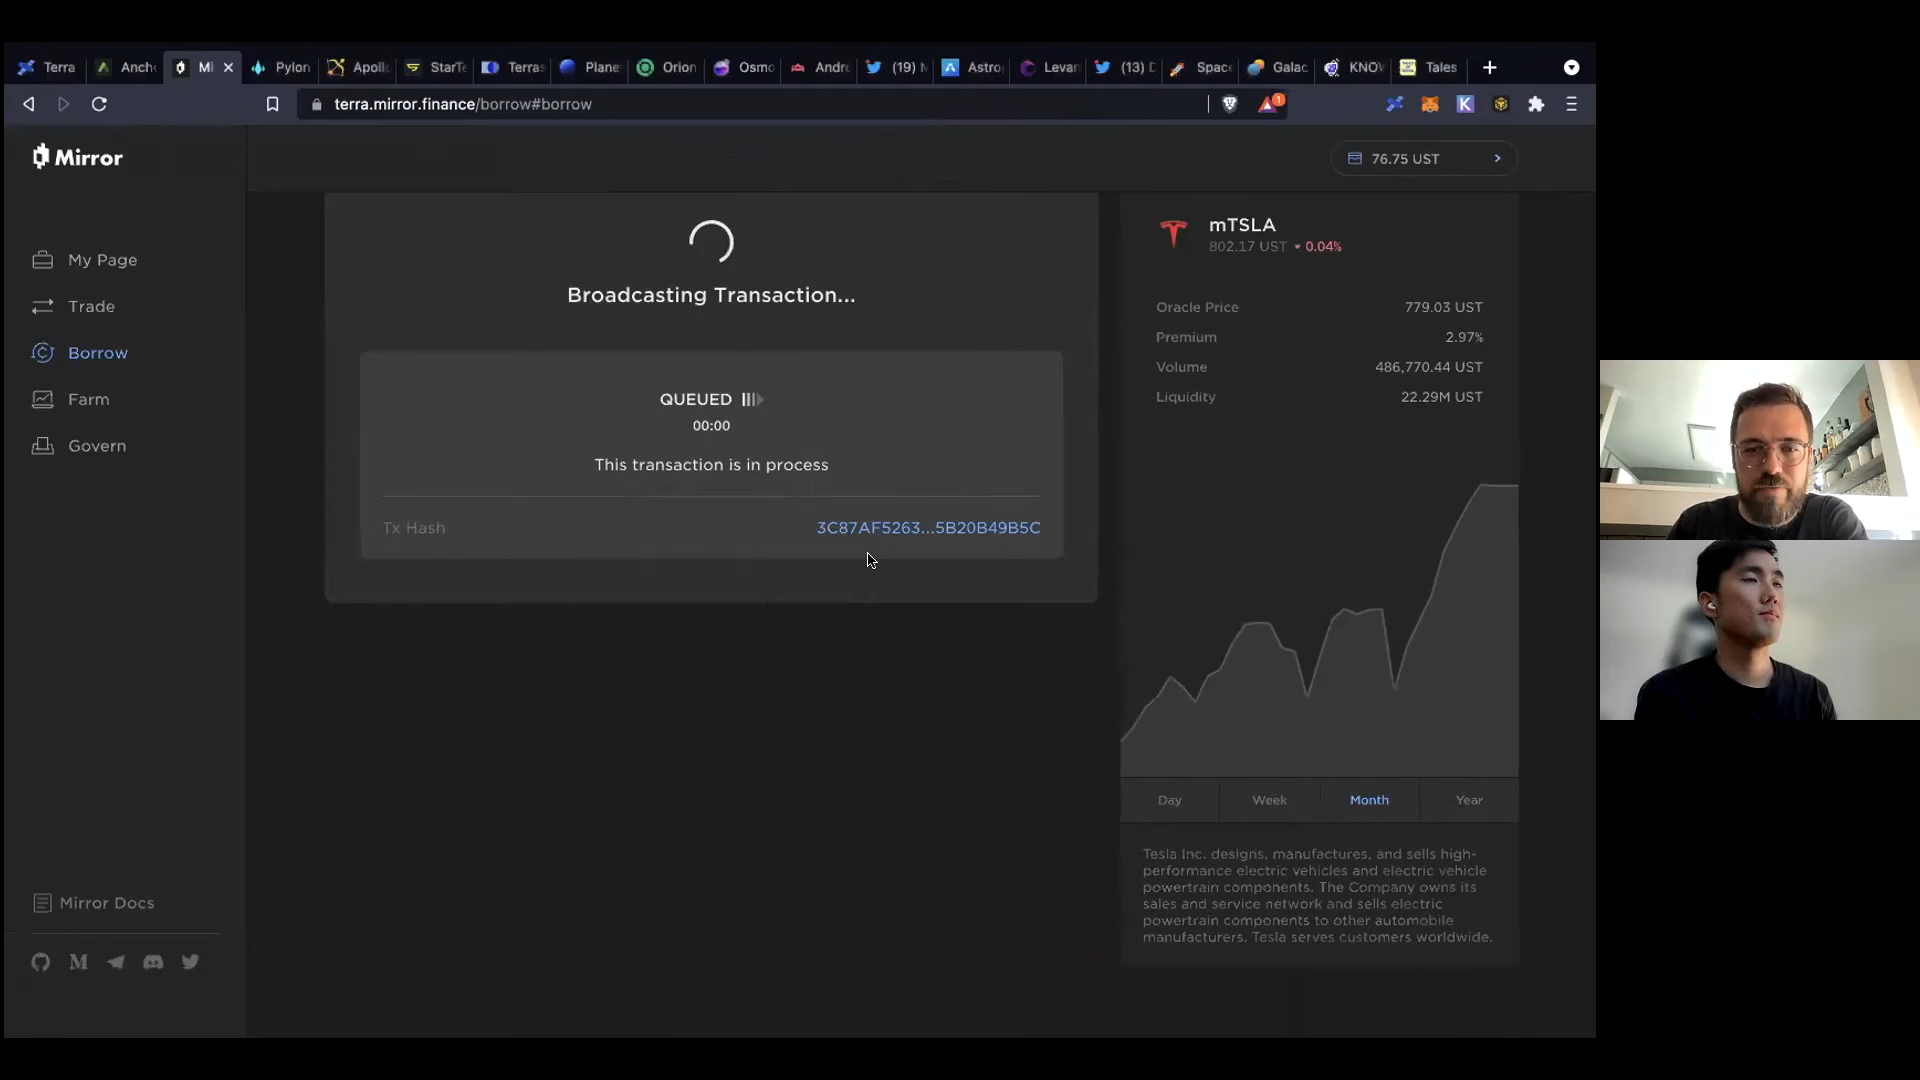 Terra Anch Mi Pylon Apoll StarTe Terra Plane Orion Osmo Andro (19) Astro Leva (13) Spac Galac KNOW Tales
terra.mirror.finance/borrow#borrow
1
Mirror
76.75 UST
My Page
Trade
Borrow
Farm
Govern
Broadcasting Transaction...
QUEUED
00:00
This transaction is in process
Tx Hash 3C87AF5263...5B20B49B5C
mTSLA
802.17 UST 0.04%
Oracle Price 779.03 UST
Premium 2.97%
Volume 486,770.44 UST
Liquidity 22.29M UST
Day Week Month Year
Tesla Inc. designs, manufactures, and sells high-
performance electric vehicles and electric vehicle
powertrain components. The Company owns its
sales and service network and sells electric
powertrain components to other automobile
manufacturers. Tesla serves customers worldwide.
Mirror Docs